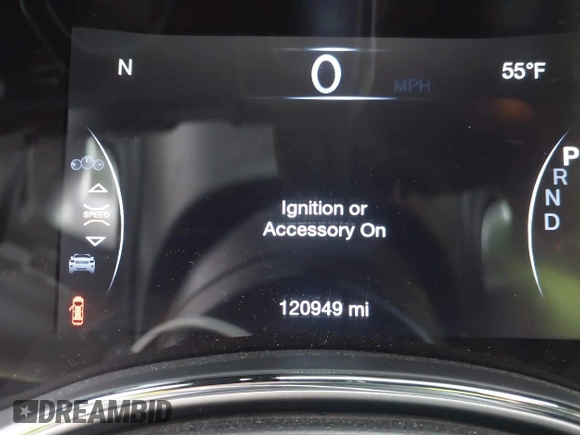 N 0 MPH 55°F
P
R
N
D
SPEED
Ignition or
Accessory On
120949 mi
DREAMBID